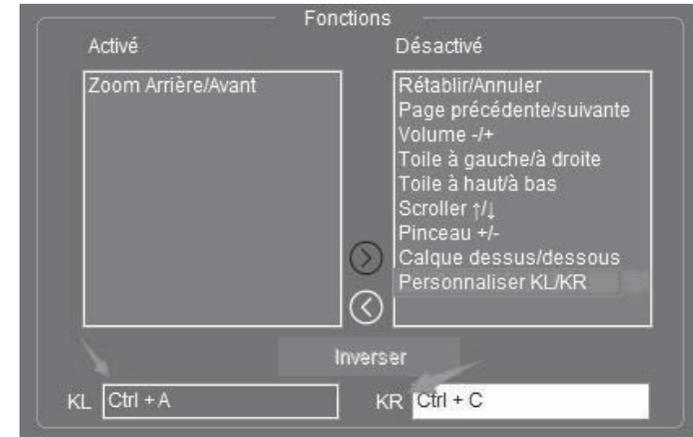 Fonctions
Activé
Désactivé
Zoom Arrière/Avant
Rétablir/Annuler
Page précédente/suivante
Volume -/+
Toile à gauche/à droite
Toile à haut/à bas
Scroller ↑/↓
Pinceau +/-
Calque dessus/dessous
Personnaliser KL/KR
Inverser
KL Ctrl + A
KR Ctrl + C